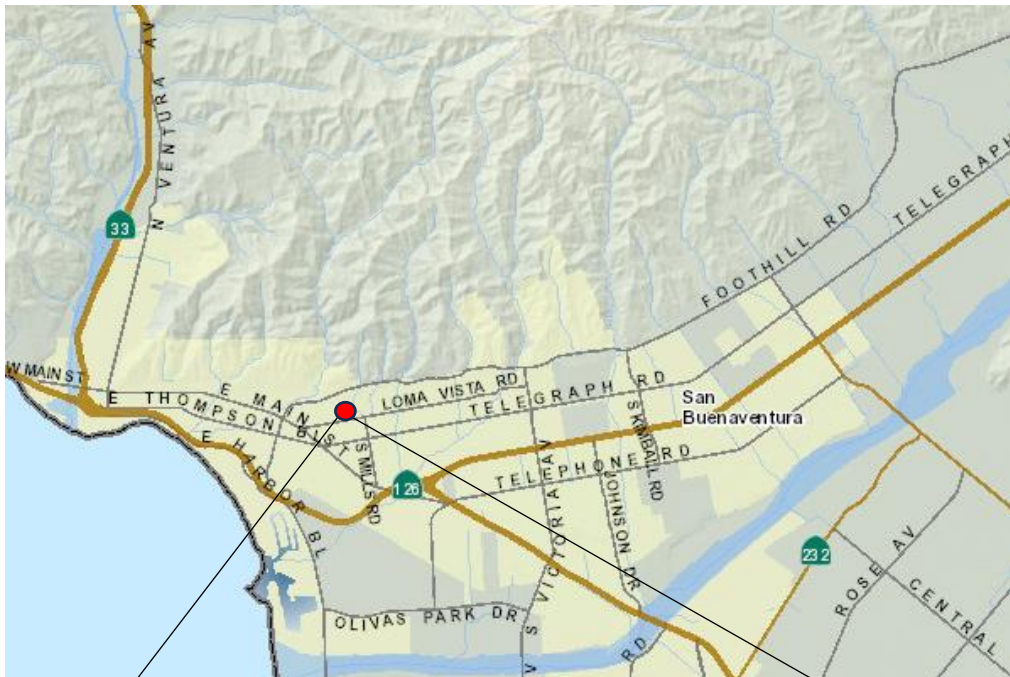 N VENTURA AV
33
FOOTHILL RD
TELEGRAPH
W MAIN ST
E MAIN ST
E THOMPSON BL
LOMA VISTA RD
TELEGRAPH RD
San
Buenaventura
S MILLS RD
S KIMBALL RD
E HARBOR BL
126
TELEPHONE RD
S VICTORIA AV
JOHNSON DR
232
ROSE AV
CENTRAL
OLIVAS PARK DR
RD
V